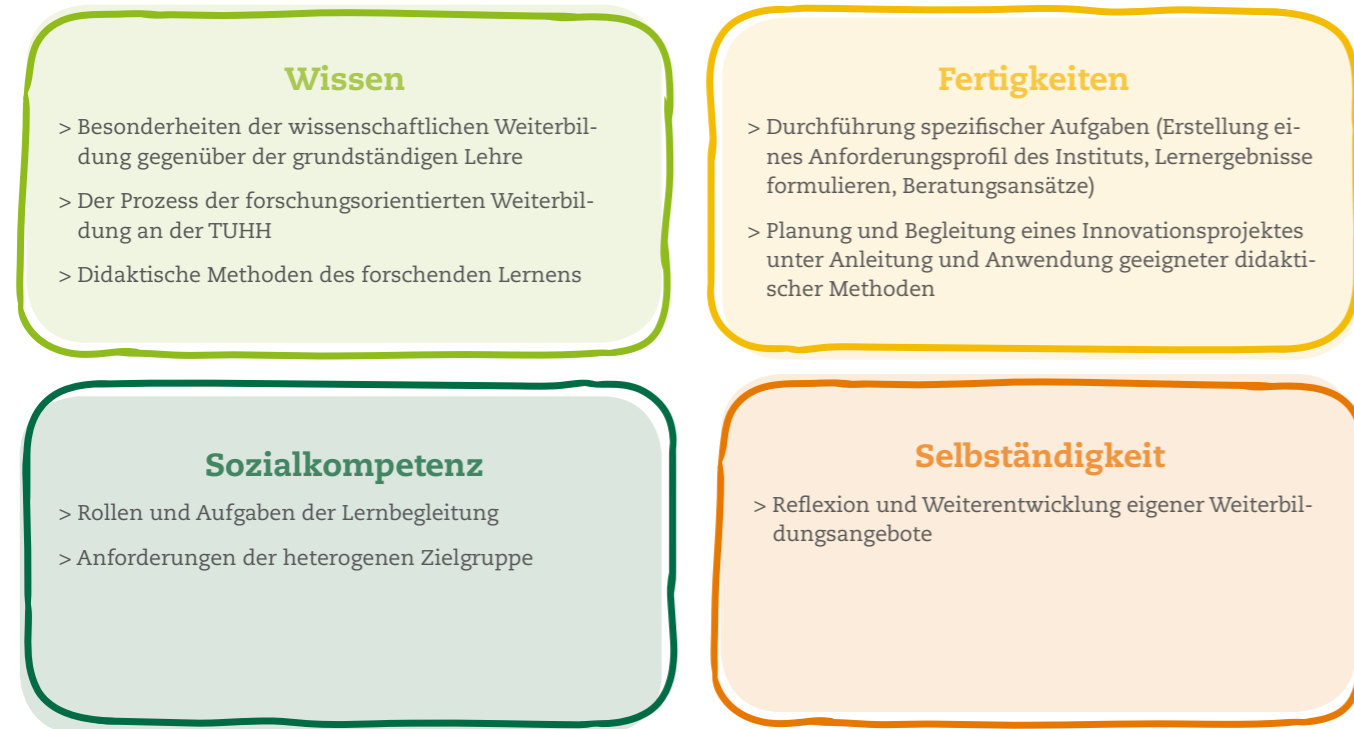 Wissen
> Besonderheiten der wissenschaftlichen Weiterbil-
dung gegenüber der grundständigen Lehre
> Der Prozess der forschungsorientierten Weiterbil-
dung an der TUHH
> Didaktische Methoden des forschenden Lernens
Fertigkeiten
> Durchführung spezifischer Aufgaben (Erstellung ei-
nes Anforderungsprofil des Instituts, Lernergebnisse
formulieren, Beratungsansätze)
> Planung und Begleitung eines Innovationsprojektes
unter Anleitung und Anwendung geeigneter didakti-
scher Methoden
Sozialkompetenz
> Rollen und Aufgaben der Lernbegleitung
> Anforderungen der heterogenen Zielgruppe
Selbständigkeit
> Reflexion und Weiterentwicklung eigener Weiterbil-
dungsangebote